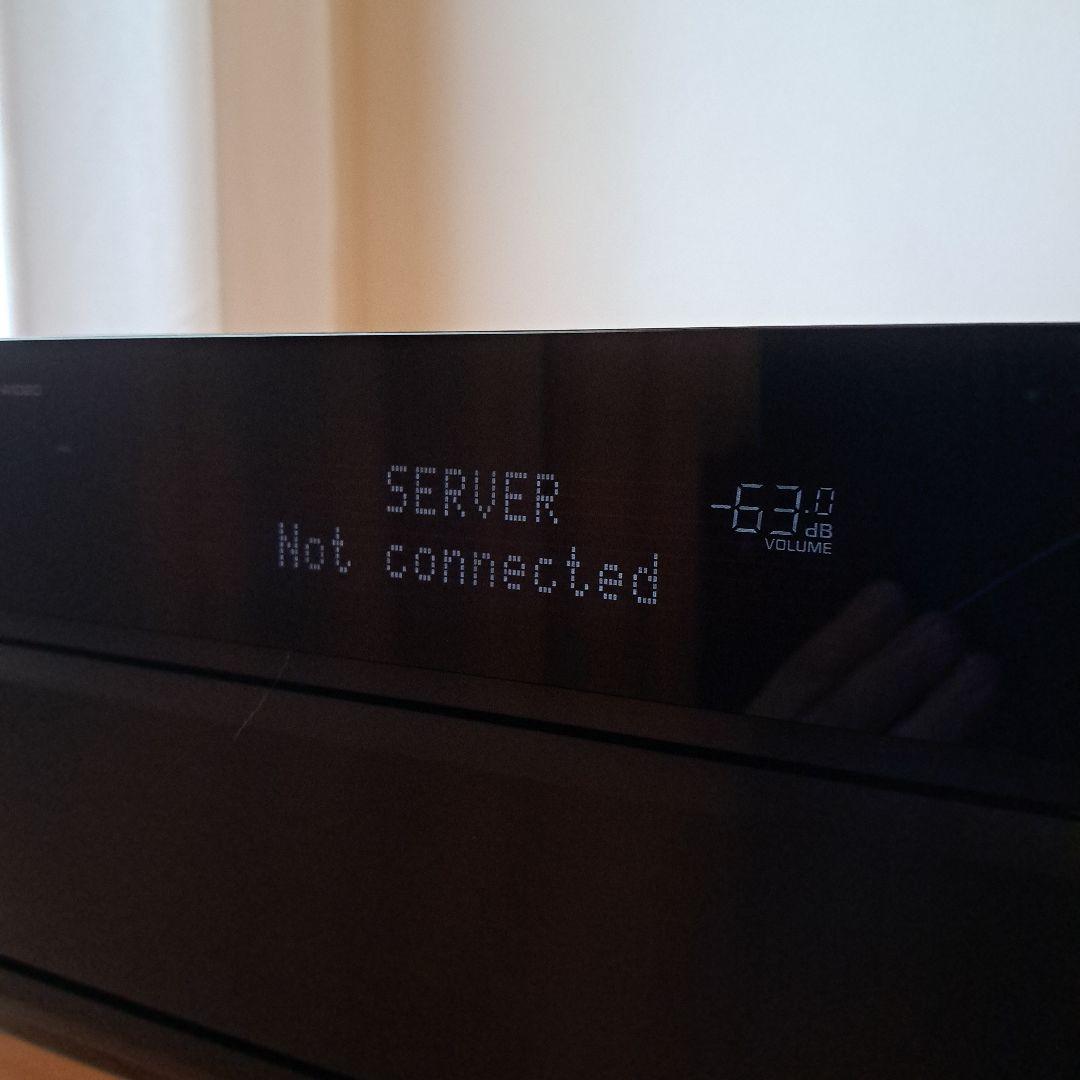 SERVER
Not connected
-63.0
dB
VOLUME